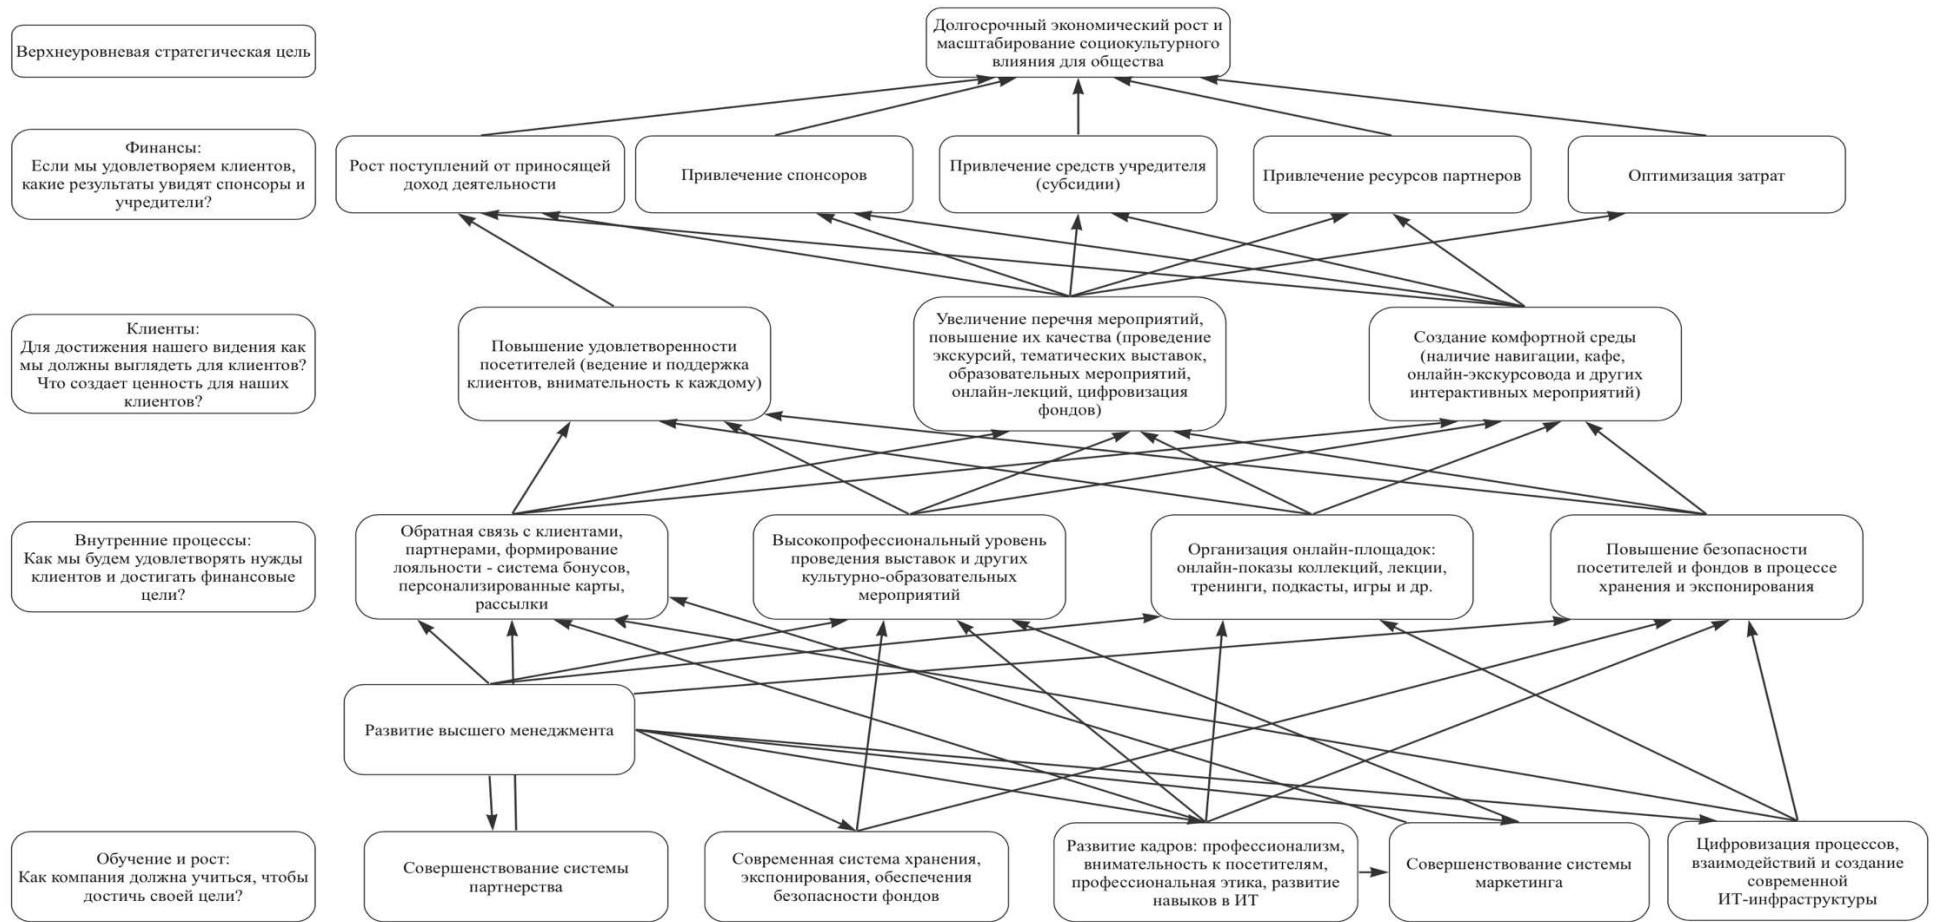 Верхнеуровневая стратегическая цель
Долгосрочный экономический рост и
масштабирование социокультурного
влияния для общества
Финансы:
Если мы удовлетворяем клиентов,
какие результаты увидят спонсоры и
учредители?
Рост поступлений от приносящей
доход деятельности
Привлечение спонсоров
Привлечение средств учредителя
(субсидии)
Привлечение ресурсов партнеров
Оптимизация затрат
Клиенты:
Для достижения нашего видения как
мы должны выглядеть для клиентов?
Что создает ценность для наших
клиентов?
Повышение удовлетворенности
посетителей (ведение и поддержка
клиентов, внимательность к каждому)
Увеличение перечня мероприятий,
повышение их качества (проведение
экскурсий, тематических выставок,
образовательных мероприятий,
онлайн-лекций, цифровизация
фондов)
Создание комфортной среды
(наличие навигации, кафе,
онлайн-экскурсовода и других
интерактивных мероприятий)
Внутренние процессы:
Как мы будем удовлетворять нужды
клиентов и достигать финансовые
цели?
Обратная связь с клиентами,
партнерами, формирование
лояльности - система бонусов,
персонализированные карты,
рассылки
Высокопрофессиональный уровень
проведения выставок и других
культурно-образовательных
мероприятий
Организация онлайн-площадок:
онлайн-показы коллекций, лекции,
тренинги, подкасты, игры и др.
Повышение безопасности
посетителей и фондов в процессе
хранения и экспонирования
Развитие высшего менеджмента
Обучение и рост:
Как компания должна учиться, чтобы
достичь своей цели?
Совершенствование системы
партнерства
Современная система хранения,
экспонирования, обеспечения
безопасности фондов
Развитие кадров: профессионализм,
внимательность к посетителям,
профессиональная этика, развитие
навыков в ИТ
Совершенствование системы
маркетинга
Цифровизация процессов,
взаимодействий и создание
современной
ИТ-инфраструктуры